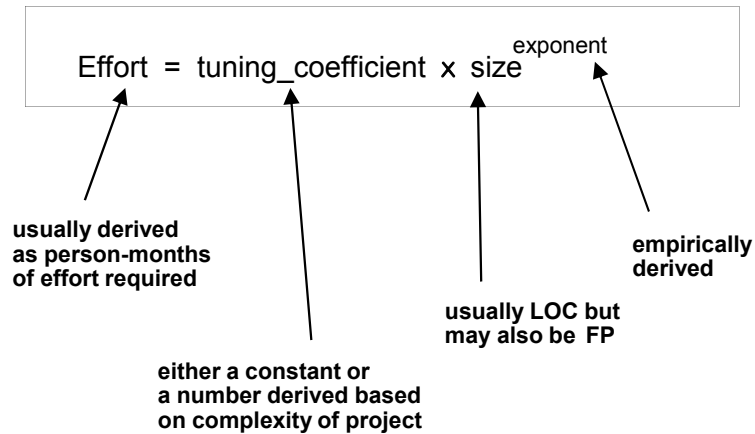 Effort = tuning_coefficient x size exponent
usually derived
as person-months
of effort required
empirically
derived
usually LOC but
may also be FP
either a constant or
a number derived based
on complexity of project